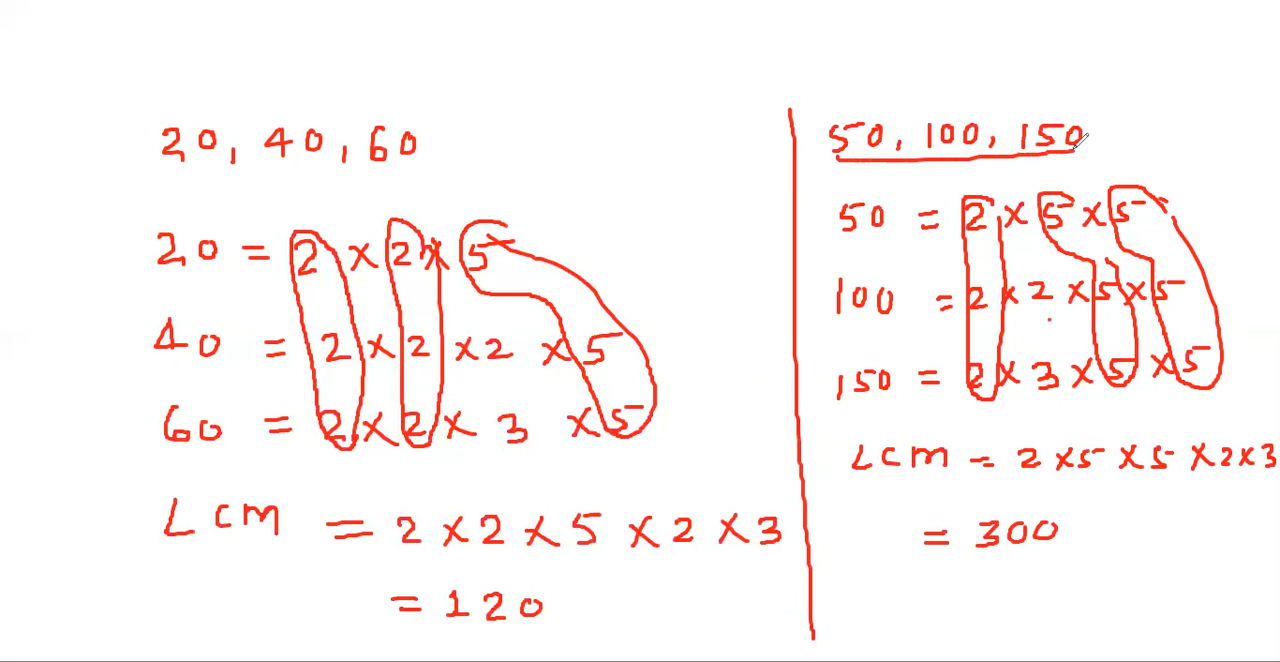 20, 40, 60
20 = 2 × 2 × 5
40 = 2 × 2 × 2 × 5
60 = 2 × 2 × 3 × 5
LCM = 2 × 2 × 5 × 2 × 3
= 120
50, 100, 150
50 = 2 × 5 × 5
100 = 2 × 2 × 5 × 5
150 = 2 × 3 × 5 × 5
LCM = 2 × 5 × 5 × 2 × 3
= 300